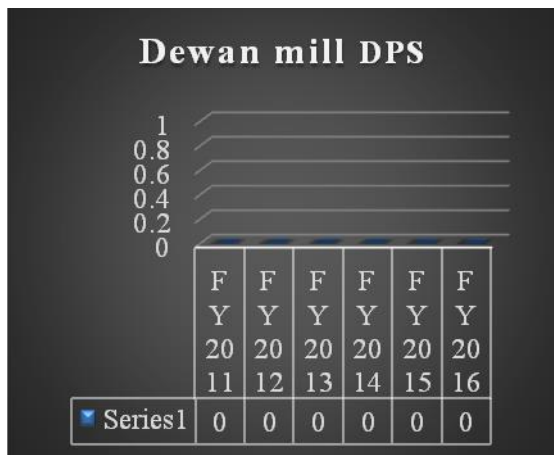 Dewan mill DPS
1
0.8
0.6
0.4
0.2
0
F F F F F F
Y Y Y Y Y Y
20 20 20 20 20 20
11 12 13 14 15 16
Series1 0 0 0 0 0 0